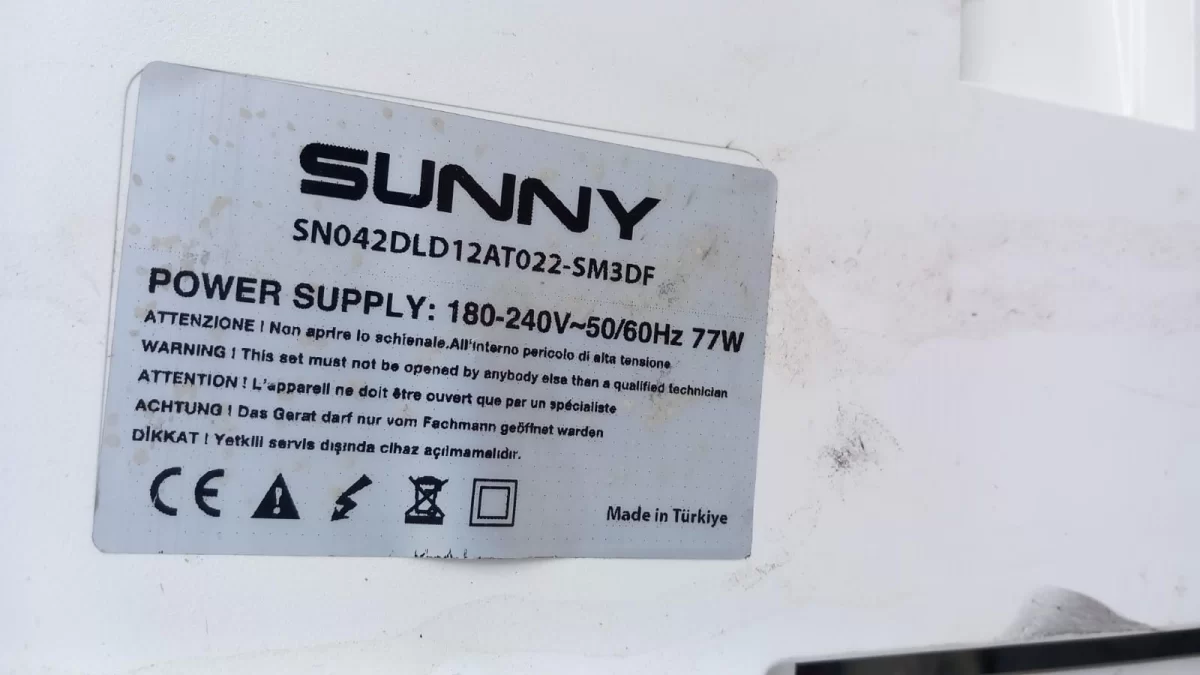 SUNNY
SN042DLD12AT022-SM3DF
POWER SUPPLY: 180-240V~50/60Hz 77W
ATTENZIONE ! Non aprire lo schienale.All'interno pericolo di alta tensione
WARNING ! This set must not be opened by anybody else than a qualified technician
ATTENTION ! L'appareil ne doit être ouvert que par un spécialiste
ACHTUNG ! Das Gerat darf nur vom Fachmann geöffnet warden
DİKKAT ! Yetkili servis dışında cihaz açılmamalıdır.
CE
Made in Türkiye